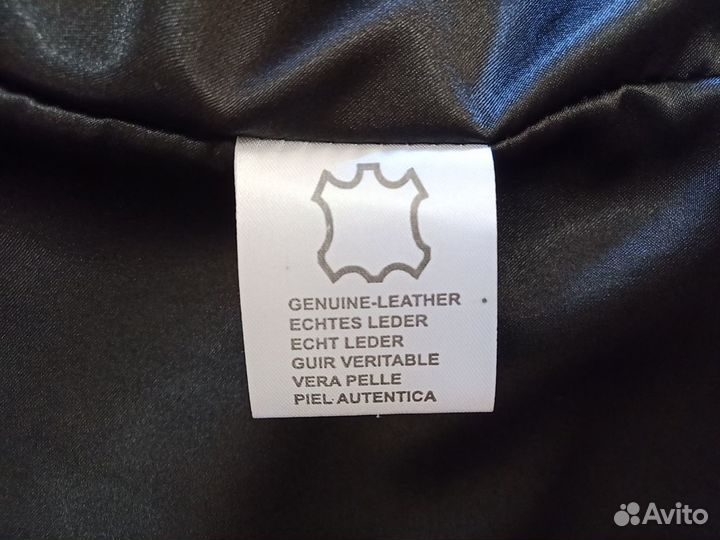 GENUINE-LEATHER
ECHTES LEDER
ECHT LEDER
GUIR VERITABLE
VERA PELLE
PIEL AUTENTICA
Avito